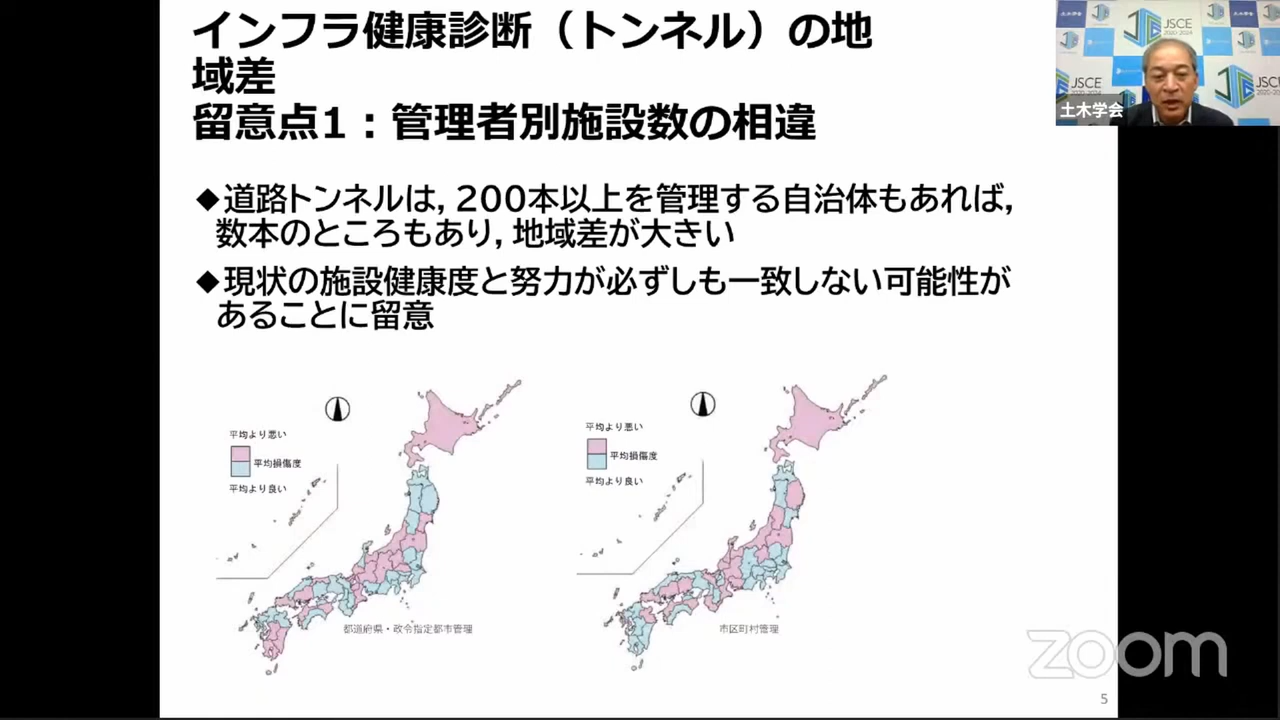 インフラ健康診断（トンネル）の地
域差
留意点1：管理者別施設数の相違
◆道路トンネルは, 200本以上を管理する自治体もあれば,
数本のところもあり, 地域差が大きい
◆現状の施設健康度と努力が必ずしも一致しない可能性が
あることに留意
平均より悪い
平均損傷度
平均より良い
都道府県・政令指定都市管理
平均より悪い
平均損傷度
平均より良い
市区町村管理
5
土木学会
JSCE
2020-2024
土木学会
JSCE
JSCE
zoom